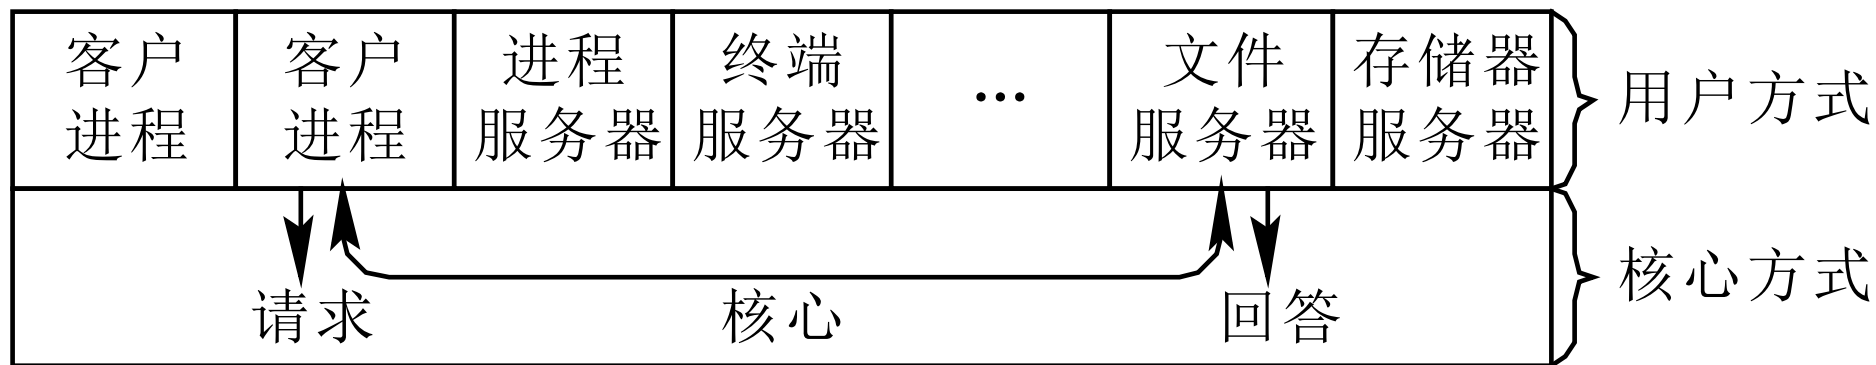 客户
进程
客户
进程
进程
服务器
终端
服务器
…
文件
服务器
存储器
服务器
用户方式
请求
核心
回答
核心方式